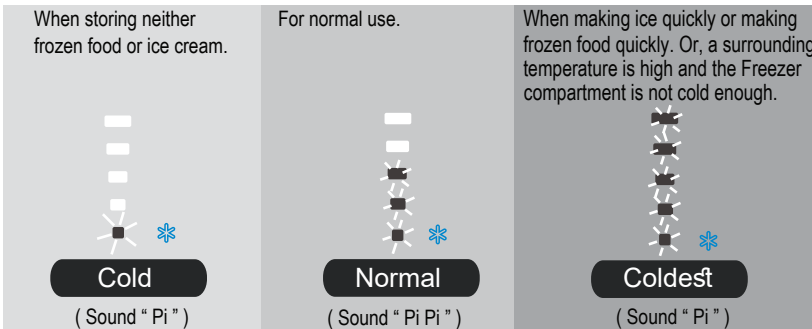 When storing neither
frozen food or ice cream.
For normal use.
When making ice quickly or making
frozen food quickly. Or, a surrounding
temperature is high and the Freezer
compartment is not cold enough.
Cold
Normal
Coldest
( Sound “ Pi ” )
( Sound “ Pi Pi ” )
( Sound “ Pi ” )